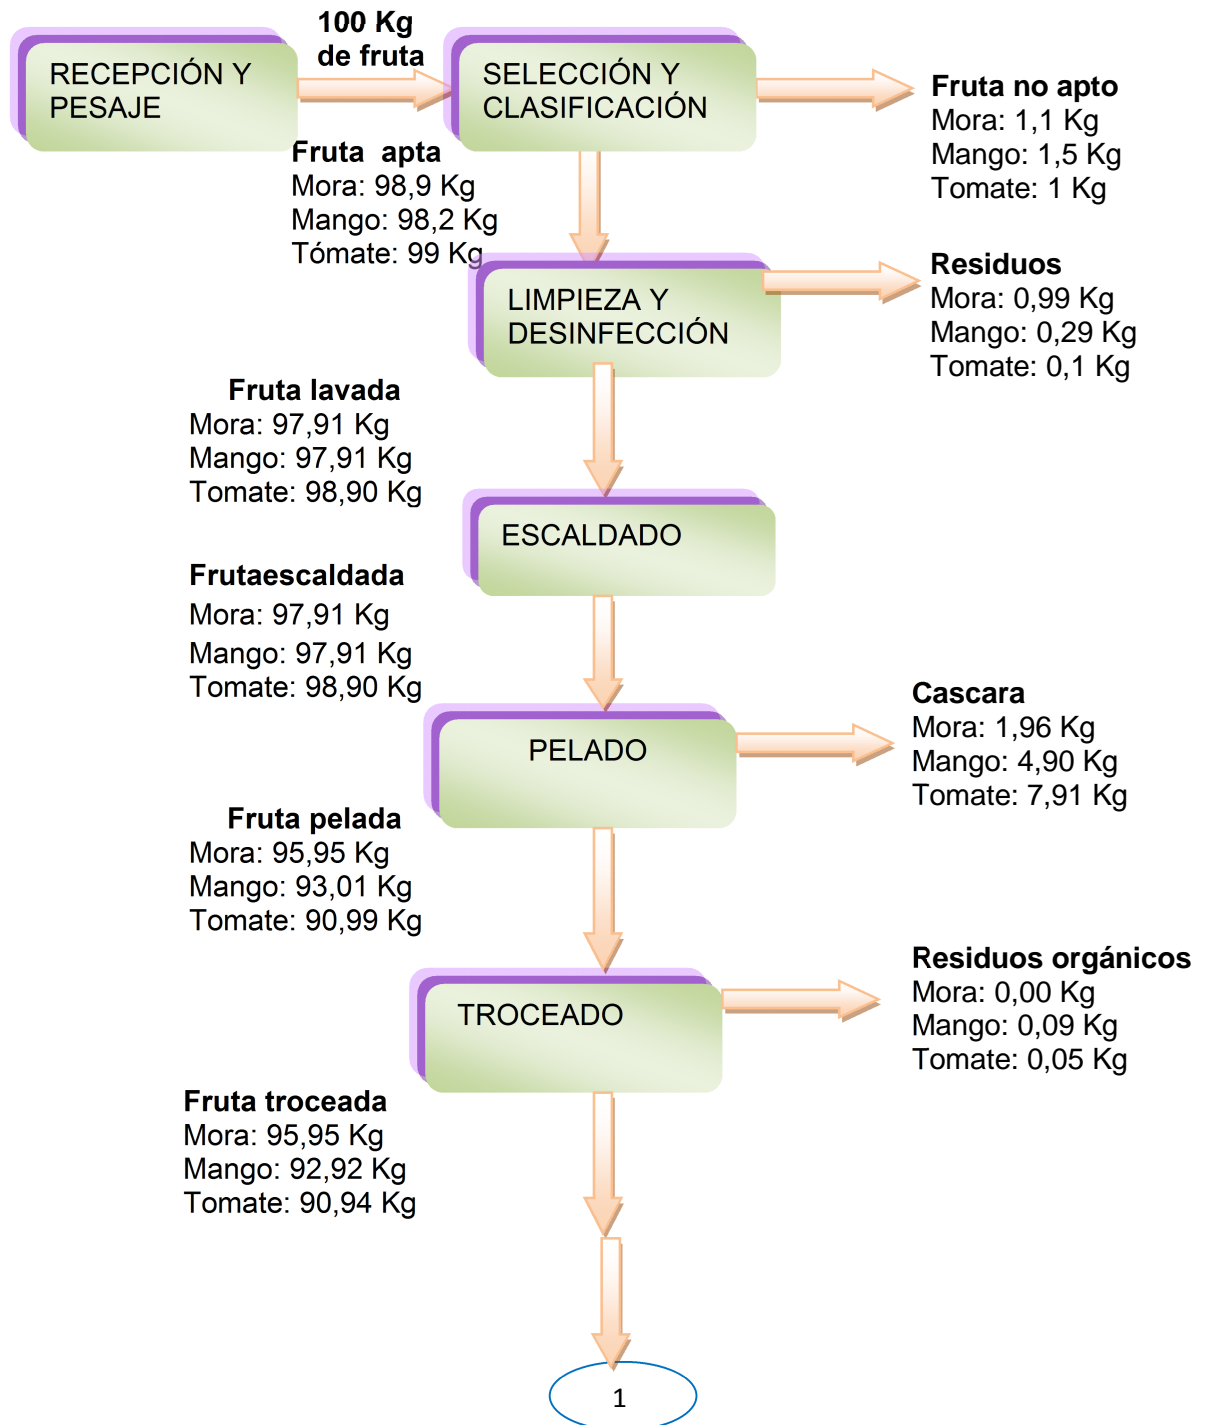 100 Kg
de fruta
RECEPCIÓN Y
PESAJE
SELECCIÓN Y
CLASIFICACIÓN
Fruta no apto
Mora: 1,1 Kg
Mango: 1,5 Kg
Tomate: 1 Kg
Fruta apta
Mora: 98,9 Kg
Mango: 98,2 Kg
Tómate: 99 Kg
LIMPIEZA Y
DESINFECCIÓN
Residuos
Mora: 0,99 Kg
Mango: 0,29 Kg
Tomate: 0,1 Kg
Fruta lavada
Mora: 97,91 Kg
Mango: 97,91 Kg
Tomate: 98,90 Kg
ESCALDADO
Frutaescaldada
Mora: 97,91 Kg
Mango: 97,91 Kg
Tomate: 98,90 Kg
PELADO
Cascara
Mora: 1,96 Kg
Mango: 4,90 Kg
Tomate: 7,91 Kg
Fruta pelada
Mora: 95,95 Kg
Mango: 93,01 Kg
Tomate: 90,99 Kg
TROCEADO
Residuos orgánicos
Mora: 0,00 Kg
Mango: 0,09 Kg
Tomate: 0,05 Kg
Fruta troceada
Mora: 95,95 Kg
Mango: 92,92 Kg
Tomate: 90,94 Kg
1